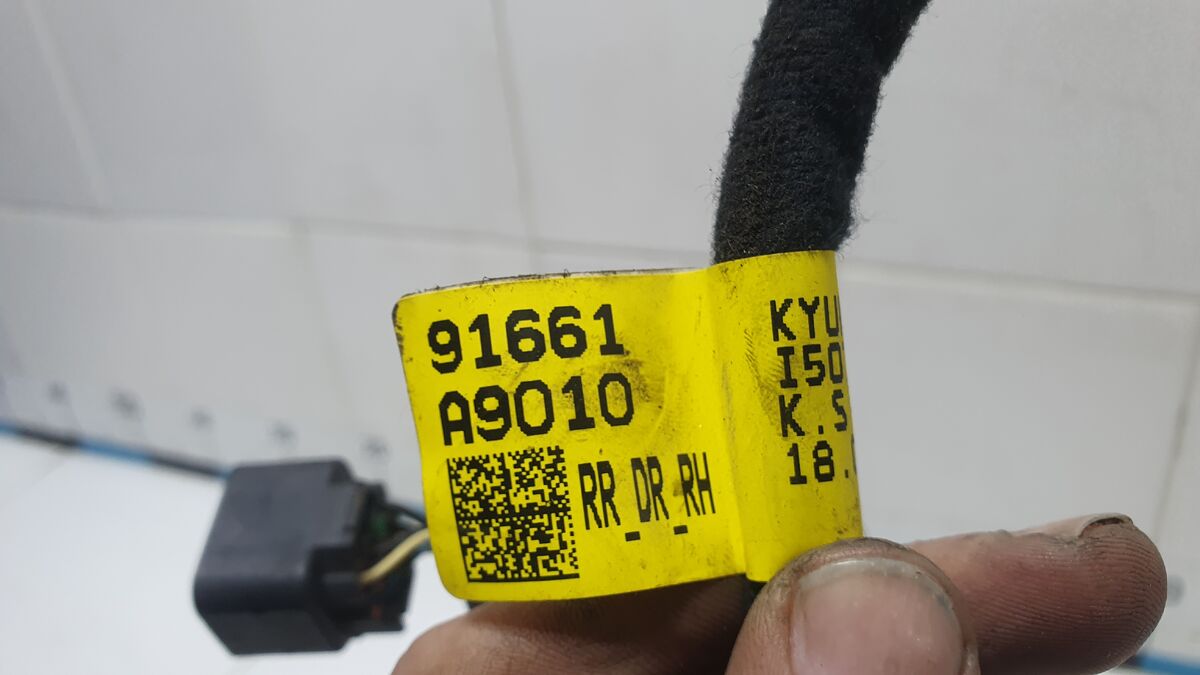 91661
A9010
RR_DR_RH
KYU
I50
K.S
18.